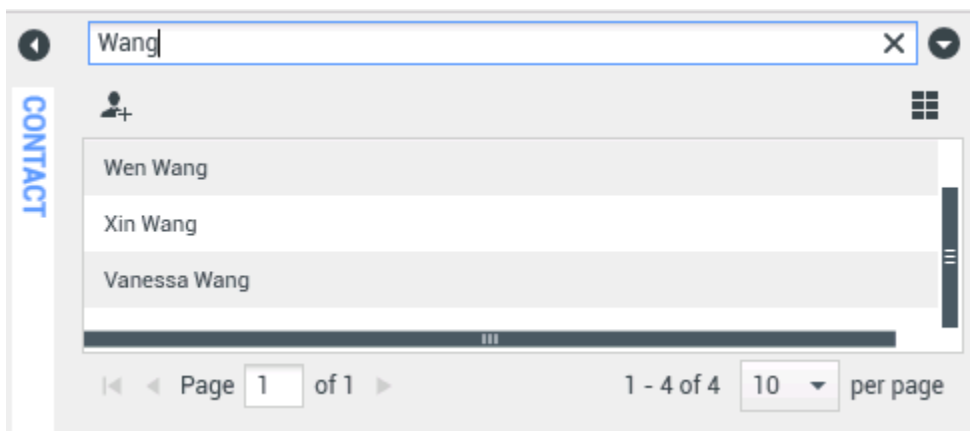 Wang
CONTACT
Wen Wang
Xin Wang
Vanessa Wang
Page 1 of 1 1 - 4 of 4 10 per page